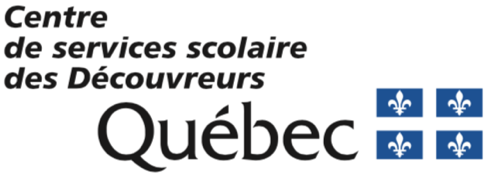 Centre
de services scolaire
des Découvreurs
Québec